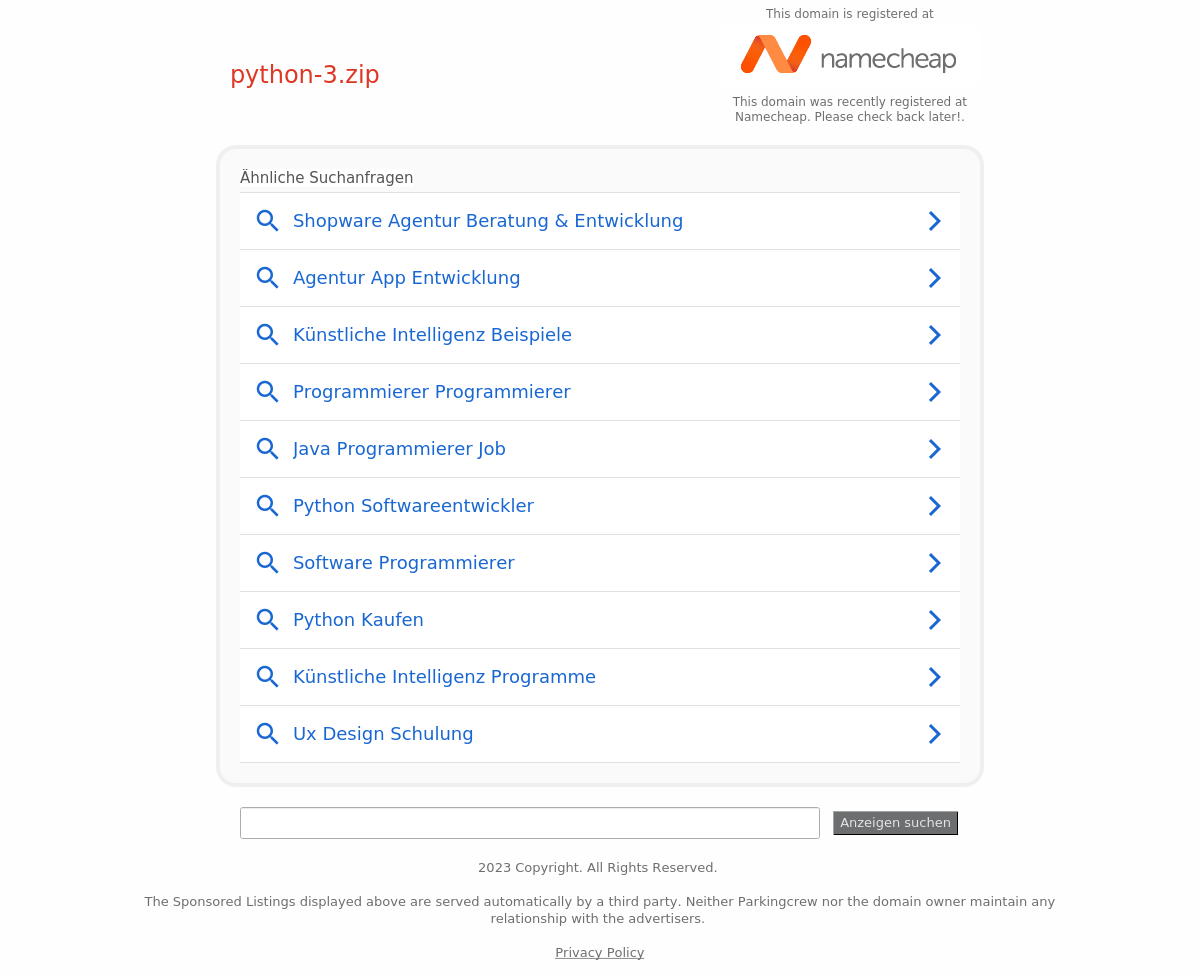 This domain is registered at
namecheap
python-3.zip
This domain was recently registered at
Namecheap. Please check back later!.
Ähnliche Suchanfragen
Shopware Agentur Beratung & Entwicklung
Agentur App Entwicklung
Künstliche Intelligenz Beispiele
Programmierer Programmierer
Java Programmierer Job
Python Softwareentwickler
Software Programmierer
Python Kaufen
Künstliche Intelligenz Programme
Ux Design Schulung
Anzeigen suchen
2023 Copyright. All Rights Reserved.
The Sponsored Listings displayed above are served automatically by a third party. Neither Parkingcrew nor the domain owner maintain any
relationship with the advertisers.
Privacy Policy